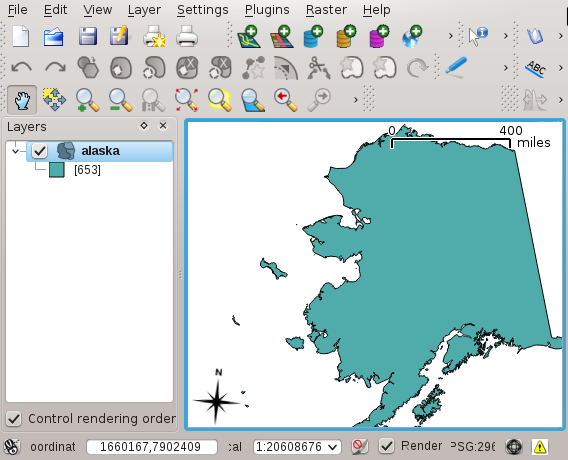 File Edit View Layer Settings Plugins Raster Help
ABC
Layers
alaska
[653]
0 400
miles
N
Control rendering order
oordinat 1660167,7902409 :al 1:20608676 Render PSG:296